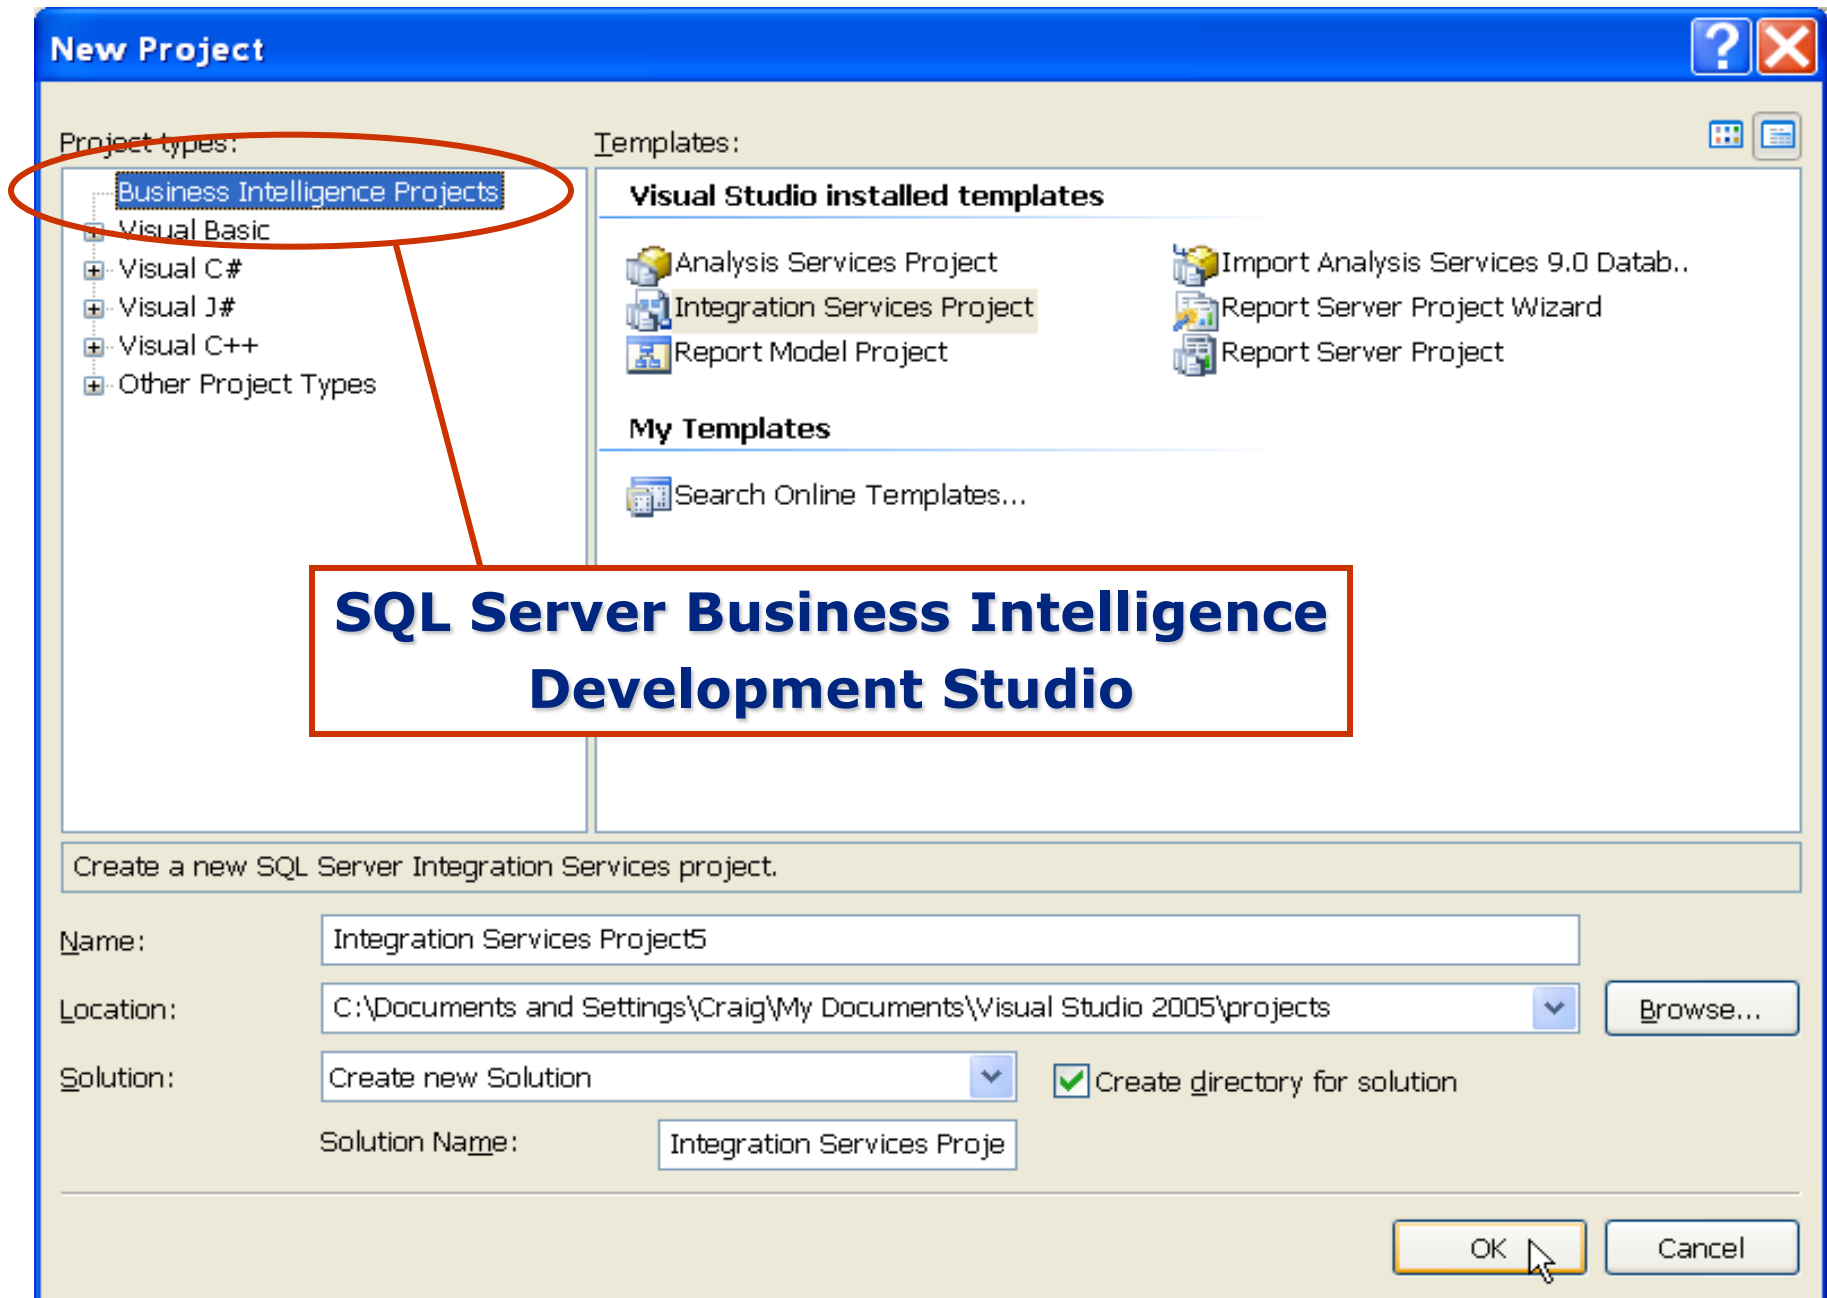 New Project
Project types:
Templates:
Business Intelligence Projects
Visual Basic
Visual C#
Visual J#
Visual C++
Other Project Types
Visual Studio installed templates
Analysis Services Project
Import Analysis Services 9.0 Datab..
Integration Services Project
Report Server Project Wizard
Report Model Project
Report Server Project
My Templates
Search Online Templates...
SQL Server Business Intelligence
Development Studio
Create a new SQL Server Integration Services project.
Name: Integration Services Project5
Location: C:\Documents and Settings\Craig\My Documents\Visual Studio 2005\projects Browse...
Solution: Create new Solution Create directory for solution
Solution Name: Integration Services Proje
OK Cancel